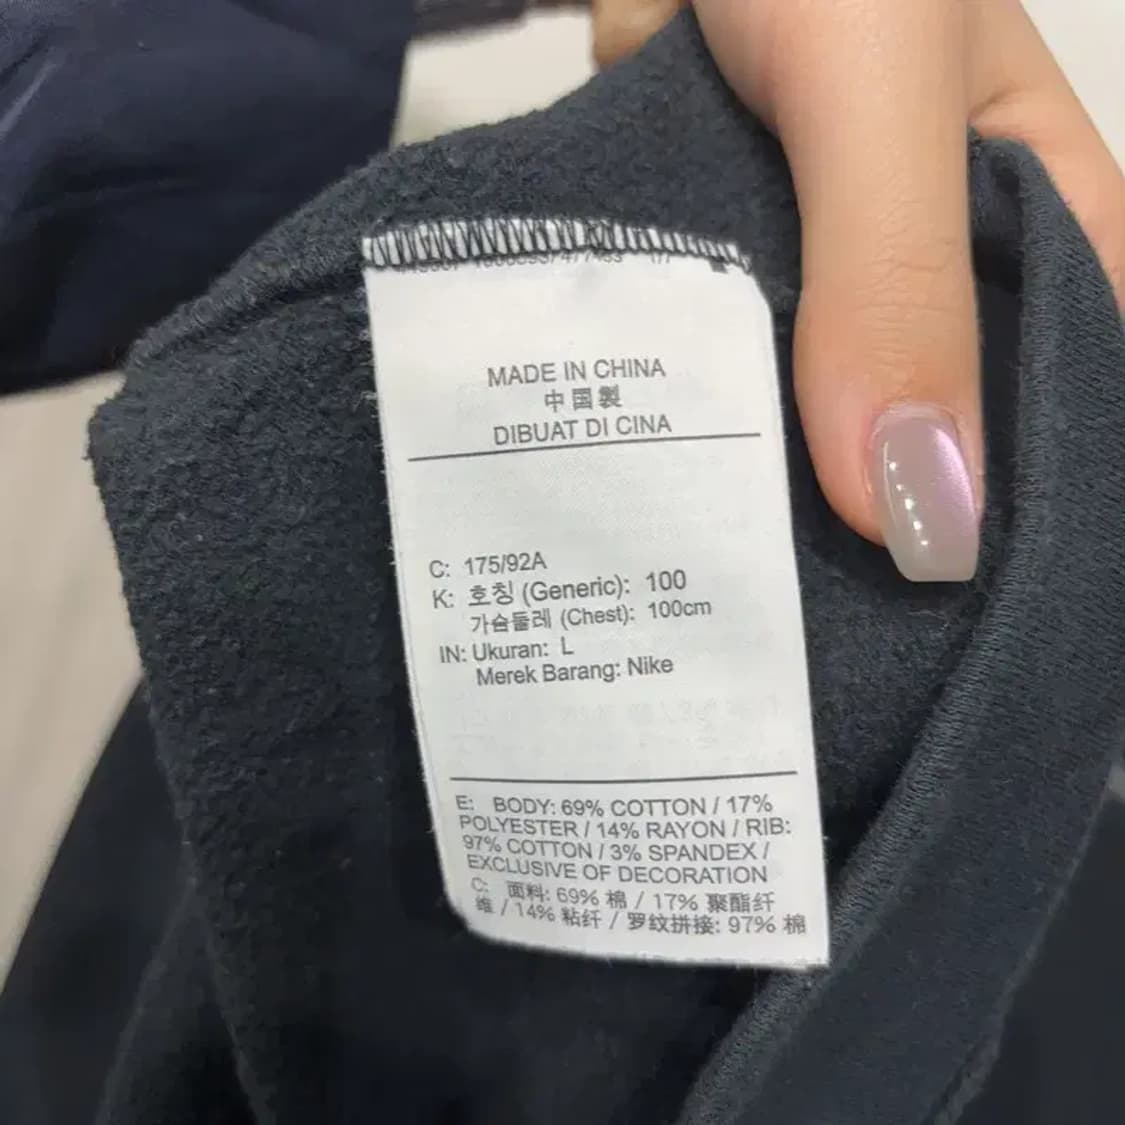 MADE IN CHINA
中国製
DIBUAT DI CINA
C: 175/92A
K: 호칭 (Generic): 100
가슴둘레 (Chest): 100cm
IN: Ukuran: L
Merek Barang: Nike
E: BODY: 69% COTTON / 17%
POLYESTER / 14% RAYON / RIB:
97% COTTON / 3% SPANDEX /
EXCLUSIVE OF DECORATION
C: 面料: 69% 棉 / 17% 聚酯纤
维 / 14% 粘纤 / 罗纹拼接: 97% 棉